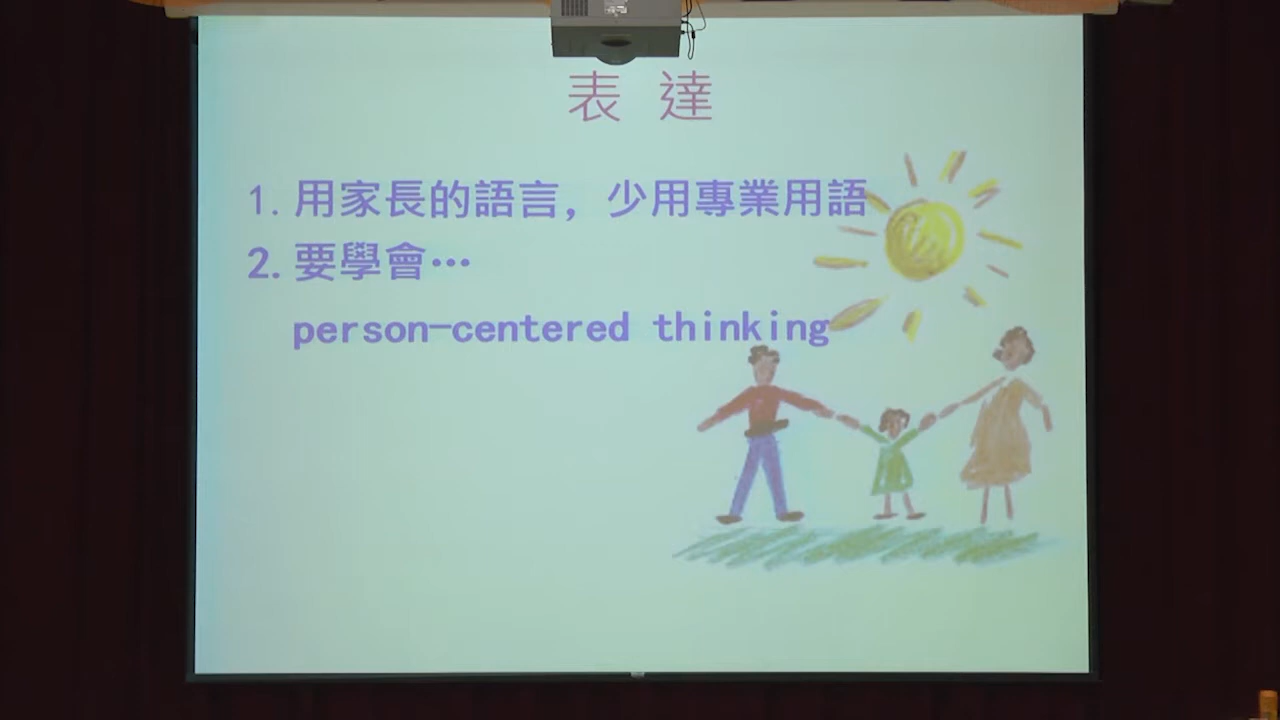 表 達
1.用家長的語言，少用專業用語
2.要學會…
person-centered thinking